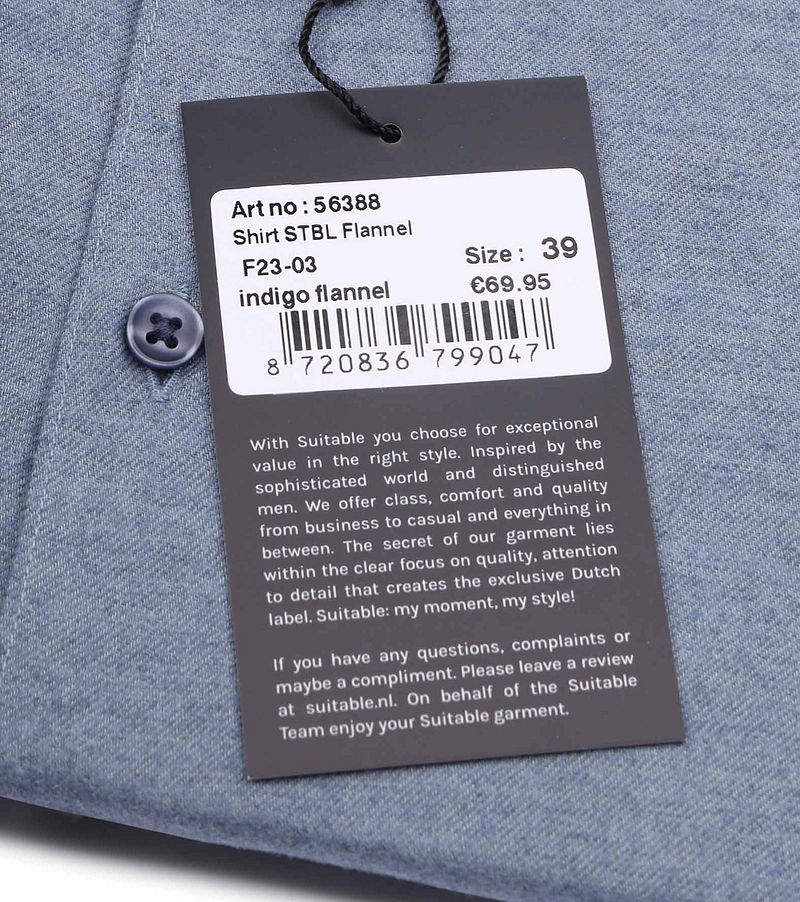 Art no : 56388
Shirt STBL Flannel
F23-03 Size : 39
indigo flannel €69.95
8 720836 799047
With Suitable you choose for exceptional
value in the right style. Inspired by the
sophisticated world and distinguished
men. We offer class, comfort and quality
from business to casual and everything in
between. The secret of our garment lies
within the clear focus on quality, attention
to detail that creates the exclusive Dutch
label. Suitable: my moment, my style!
If you have any questions, complaints or
maybe a compliment. Please leave a review
at suitable.nl. On behalf of the Suitable
Team enjoy your Suitable garment.